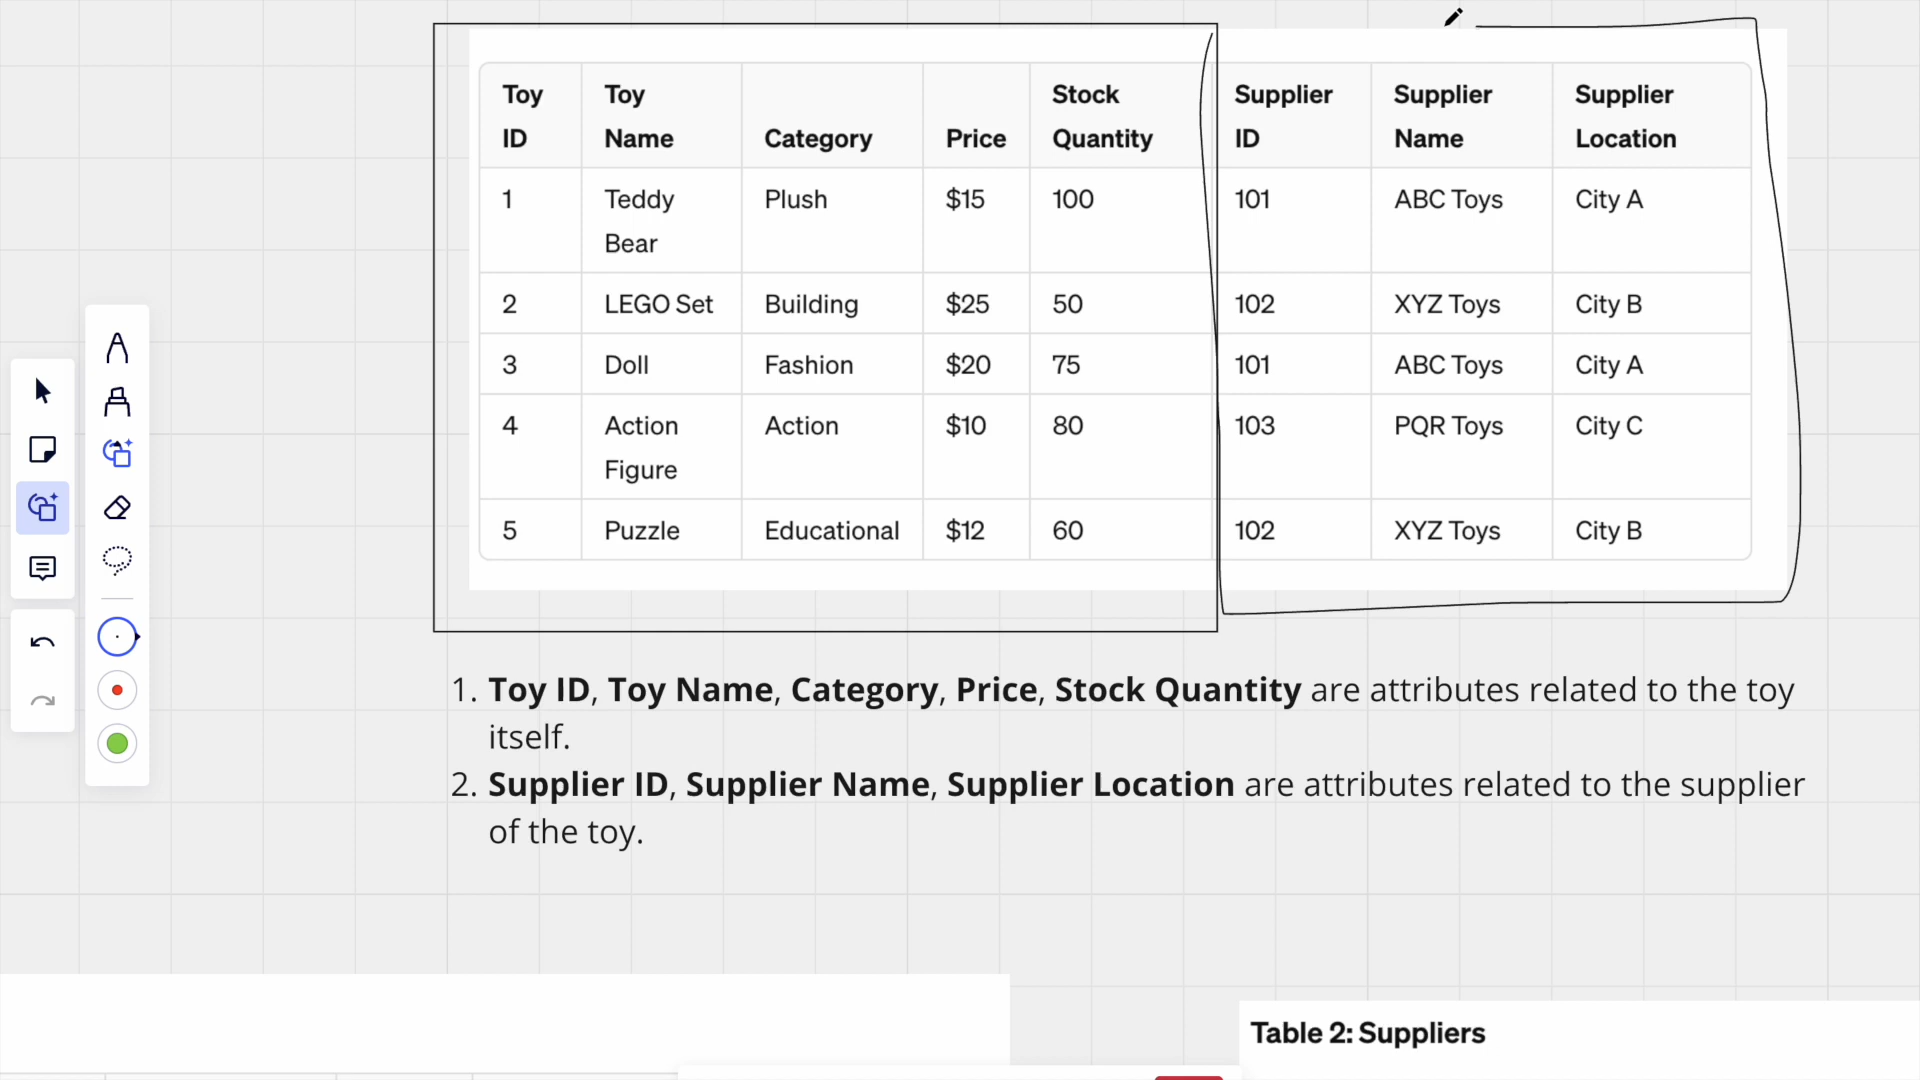 Toy ID Toy Name Category Price Stock Quantity Supplier ID Supplier Name Supplier Location
1 Teddy Bear Plush $15 100 101 ABC Toys City A
2 LEGO Set Building $25 50 102 XYZ Toys City B
3 Doll Fashion $20 75 101 ABC Toys City A
4 Action Figure Action $10 80 103 PQR Toys City C
5 Puzzle Educational $12 60 102 XYZ Toys City B
1. Toy ID, Toy Name, Category, Price, Stock Quantity are attributes related to the toy
itself.
2. Supplier ID, Supplier Name, Supplier Location are attributes related to the supplier
of the toy.
Table 2: Suppliers